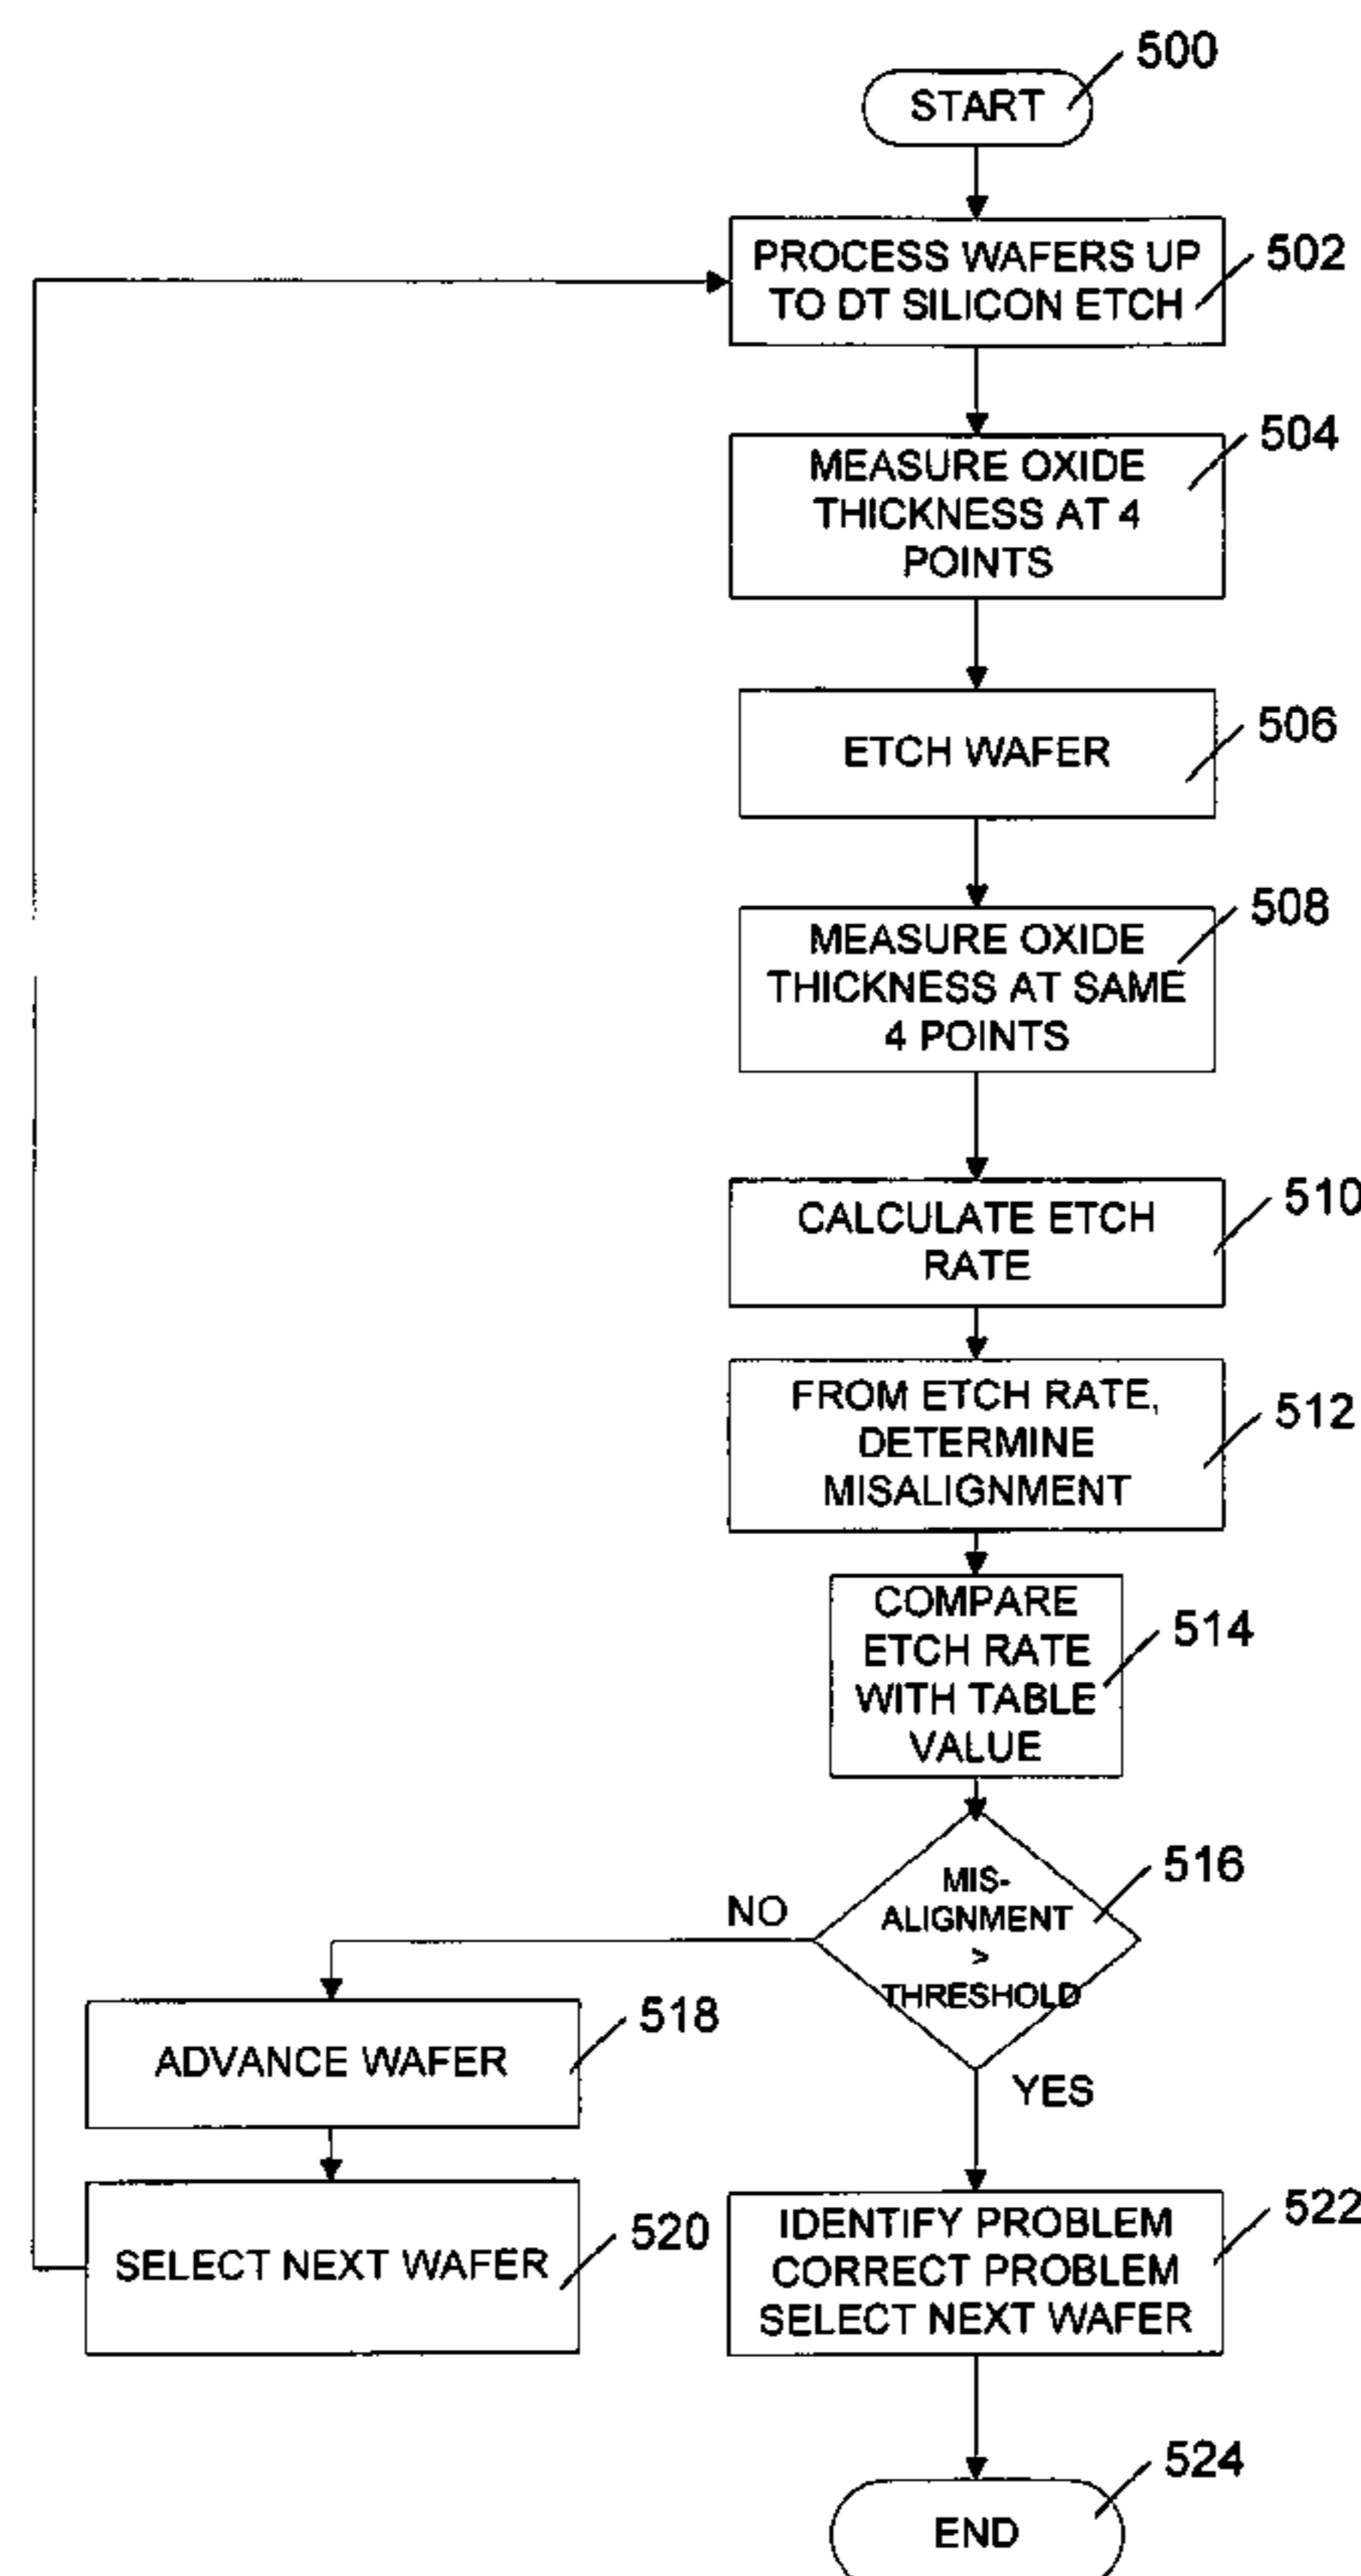 500
START
PROCESS WAFERS UP
TO DT SILICON ETCH
502
MEASURE OXIDE
THICKNESS AT 4
POINTS
504
ETCH WAFER
506
MEASURE OXIDE
THICKNESS AT SAME
4 POINTS
508
CALCULATE ETCH
RATE
510
FROM ETCH RATE,
DETERMINE
MISALIGNMENT
512
COMPARE
ETCH RATE
WITH TABLE
VALUE
514
MIS-
ALIGNMENT
>
THRESHOLD
516
NO
YES
ADVANCE WAFER
518
SELECT NEXT WAFER
520
IDENTIFY PROBLEM
CORRECT PROBLEM
SELECT NEXT WAFER
522
END
524